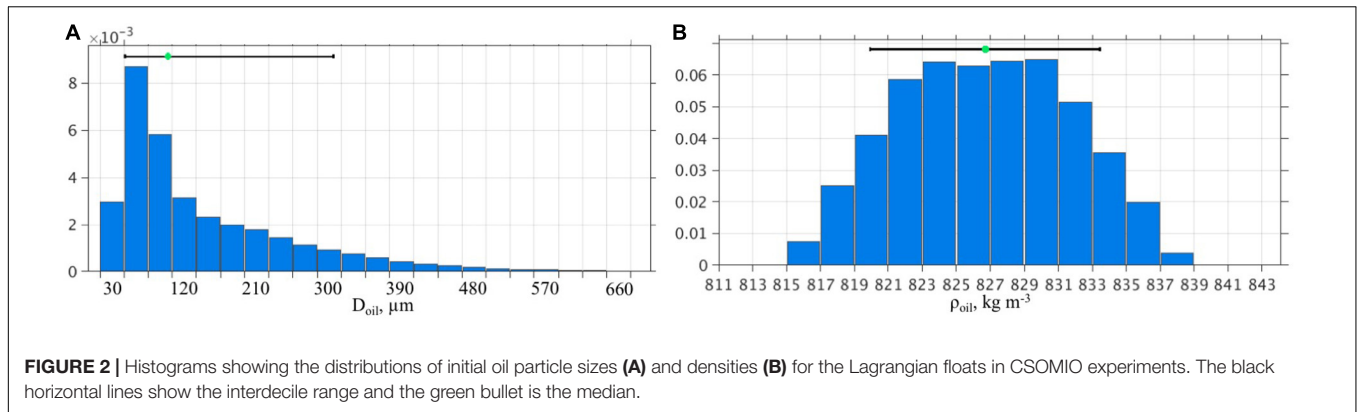 A
×10⁻³
8
6
4
2
0
30 120 210 300 390 480 570 660
D_oil, µm
B
0.06
0.05
0.04
0.03
0.02
0.01
0
811 813 815 817 819 821 823 825 827 829 831 833 835 837 839 841 843
ρ_oil, kg m⁻³
FIGURE 2 | Histograms showing the distributions of initial oil particle sizes (A) and densities (B) for the Lagrangian floats in CSOMIO experiments. The black
horizontal lines show the interdecile range and the green bullet is the median.